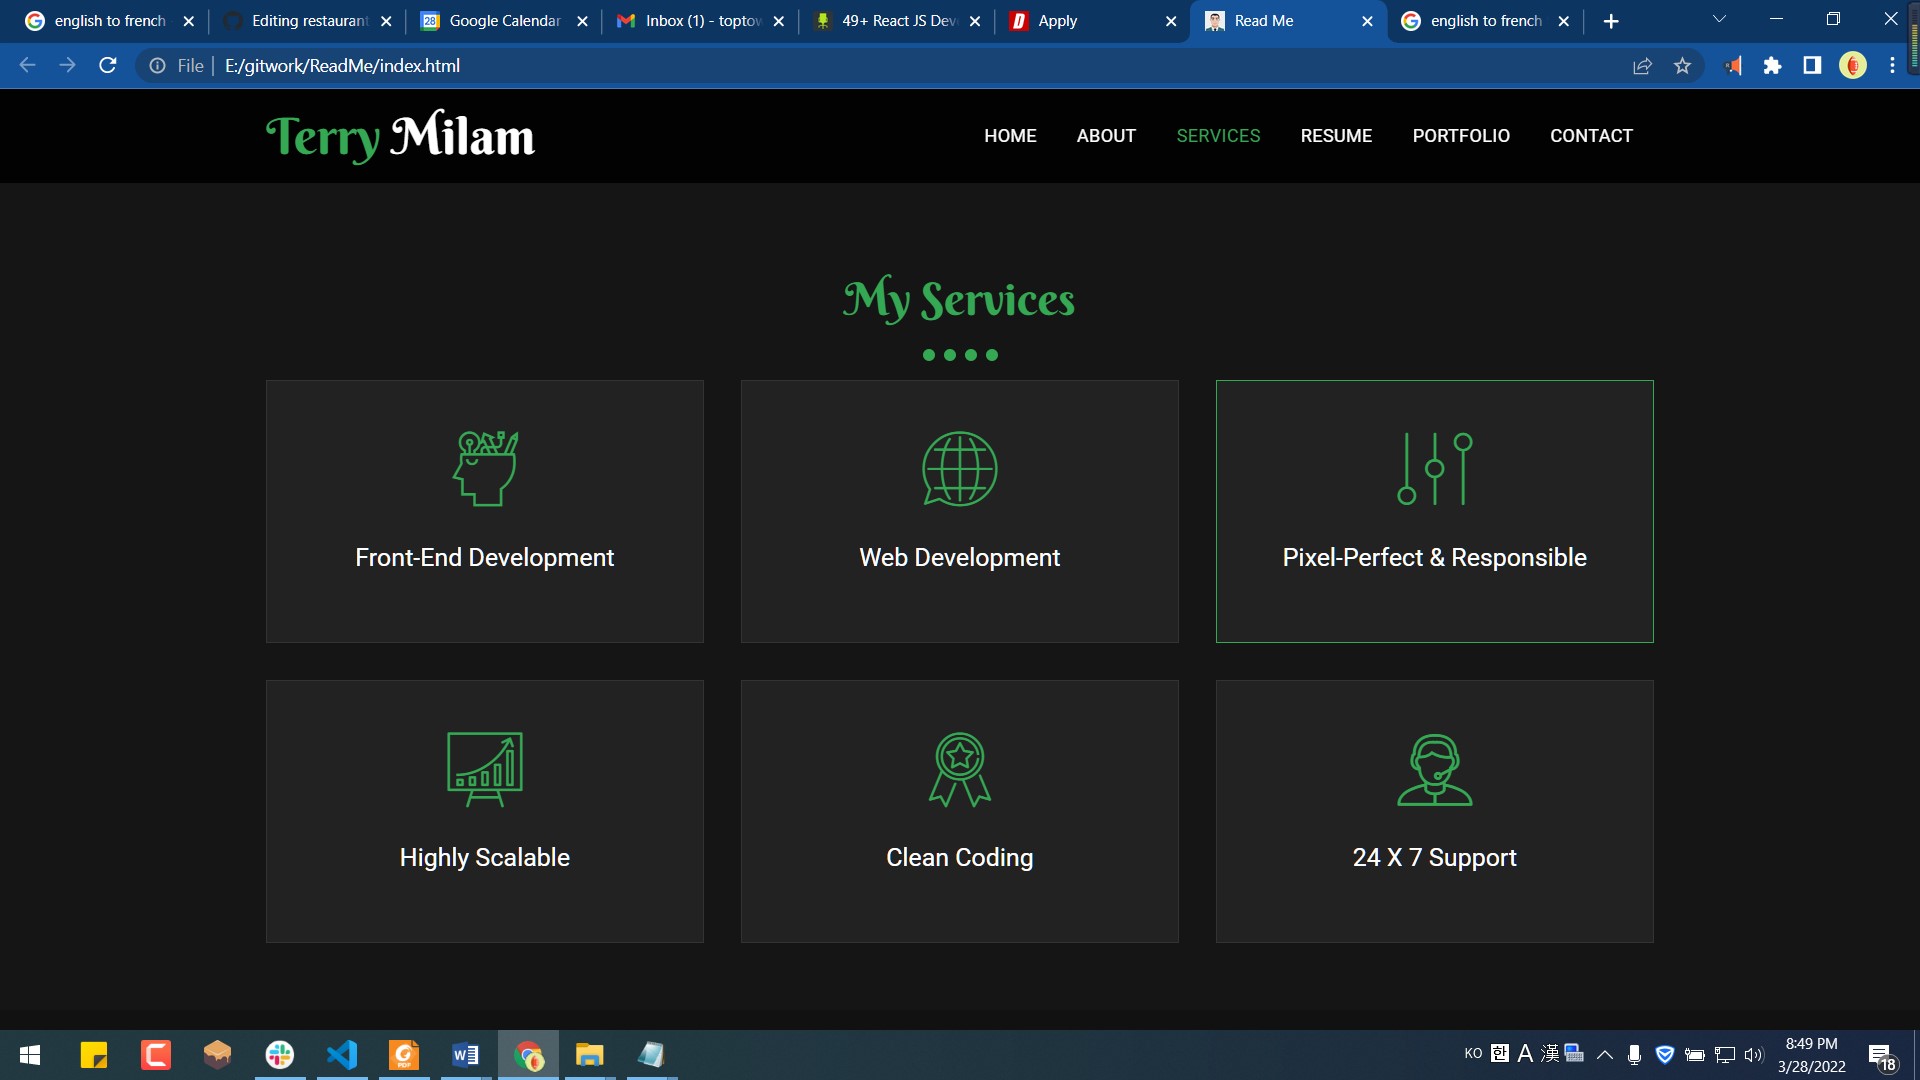 english to french
Editing restaurant
28
Google Calendar
Inbox (1) - toptow
49+ React JS Dev
D
Apply
Read Me
english to french
File
E:/gitwork/ReadMe/index.html
Terry Milam
HOME
ABOUT
SERVICES
RESUME
PORTFOLIO
CONTACT
My Services
Front-End Development
Web Development
Pixel-Perfect & Responsible
Highly Scalable
Clean Coding
24 X 7 Support
KO 한 A 漢
8:49 PM
3/28/2022
18